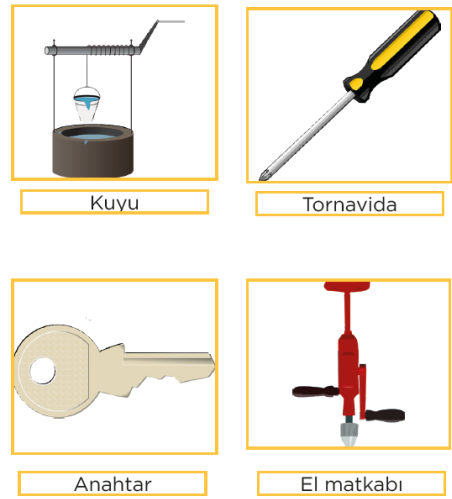 Kuyu
Tornavida
Anahtar
El matkabı